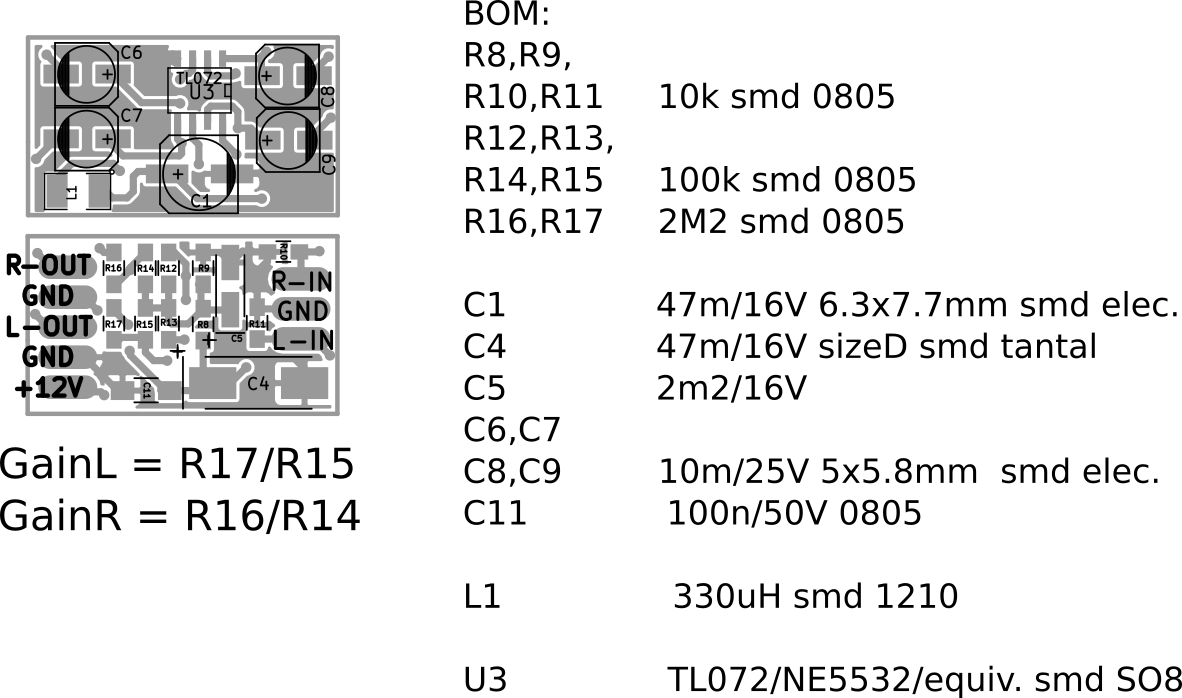 C6
TL072
U3
C8
C7
C9
L1
C1
R-OUT
R16
R14
R12
R9
R10
R-IN
GND
GND
L-OUT
R17
R15
R13
R8
C5
R11
L-IN
GND
+12V
C11
C4
GainL = R17/R15
GainR = R16/R14
BOM:
R8,R9,
R10,R11 10k smd 0805
R12,R13,
R14,R15 100k smd 0805
R16,R17 2M2 smd 0805
C1 47m/16V 6.3x7.7mm smd elec.
C4 47m/16V sizeD smd tantal
C5 2m2/16V
C6,C7
C8,C9 10m/25V 5x5.8mm smd elec.
C11 100n/50V 0805
L1 330uH smd 1210
U3 TL072/NE5532/equiv. smd SO8